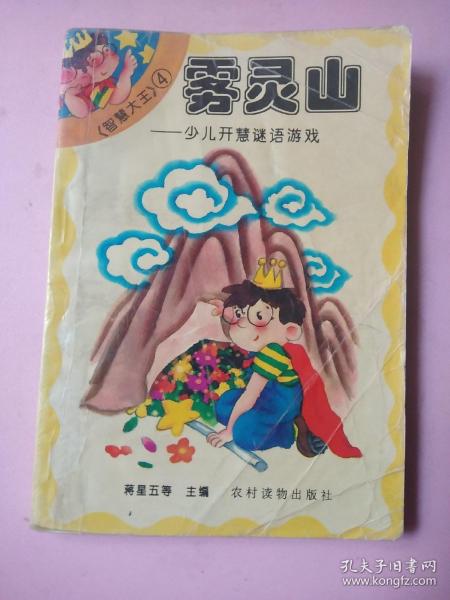 《智慧大王》④
雾灵山
——少儿开慧谜语游戏
蒋星五等 主编 农村读物出版社
孔夫子旧书网
www.kongfz.com